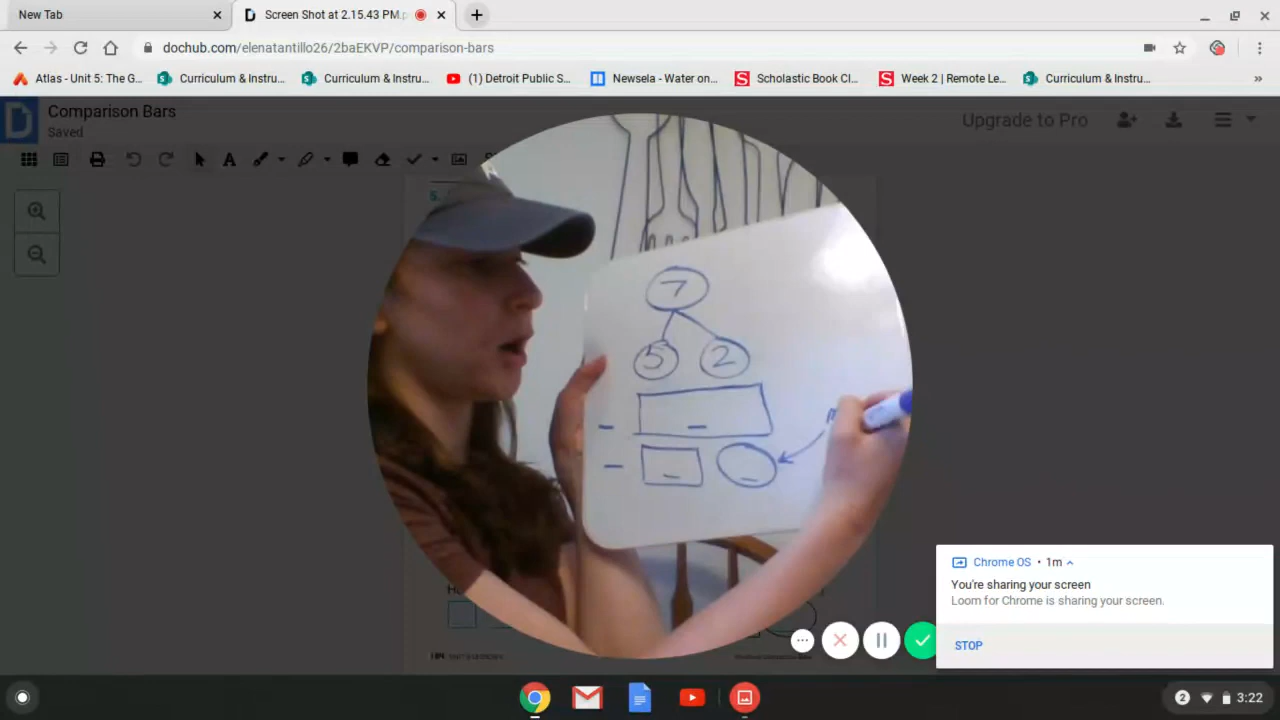 New Tab
Screen Shot at 2.15.43 PM.p
dochub.com/elenatantillo26/2baEKVP/comparison-bars
Atlas - Unit 5: The G...
Curriculum & Instru...
Curriculum & Instru...
(1) Detroit Public S...
Newsela - Water on...
Scholastic Book Cl...
Week 2 | Remote Le...
Curriculum & Instru...
»
Comparison Bars
Saved
Upgrade to Pro
A
5.
7
5 2
Chrome OS • 1m
You're sharing your screen
Loom for Chrome is sharing your screen.
STOP
2 3:22